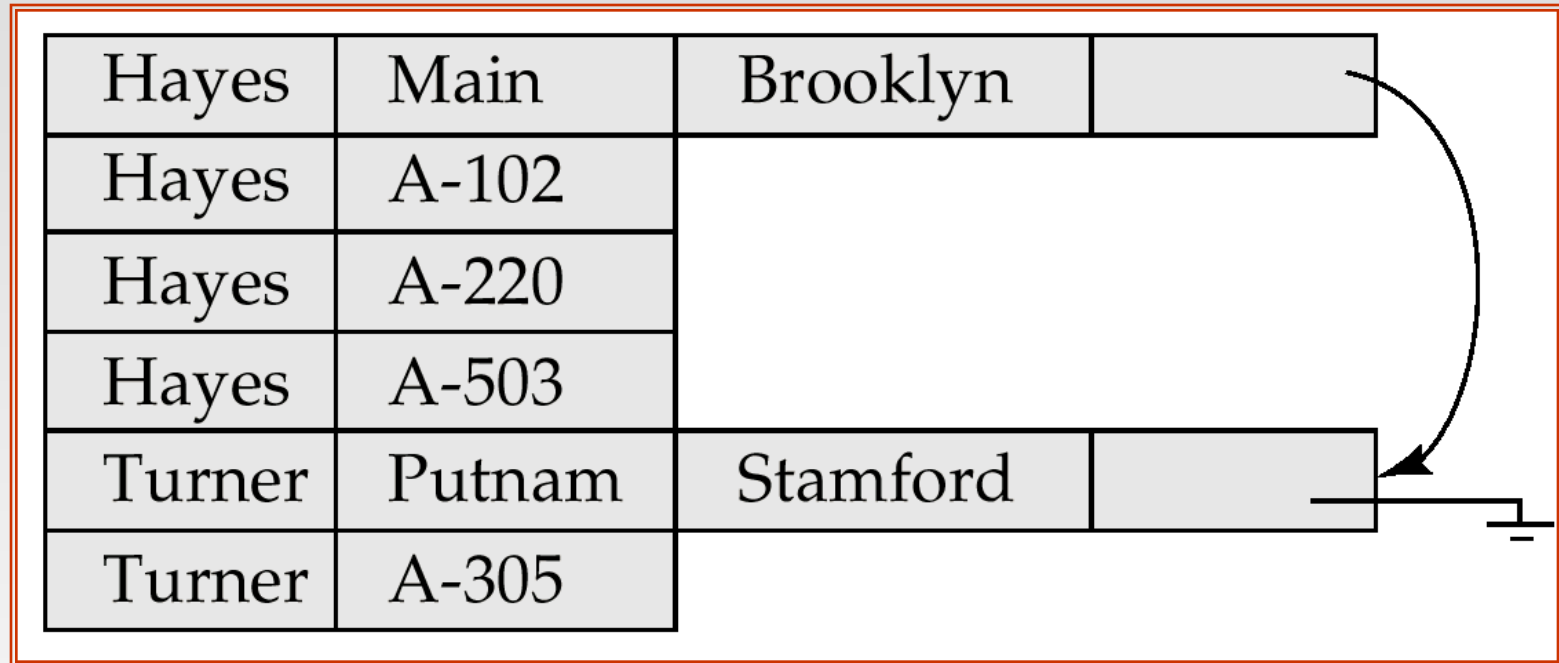 Hayes Main Brooklyn
Hayes A-102
Hayes A-220
Hayes A-503
Turner Putnam Stamford
Turner A-305